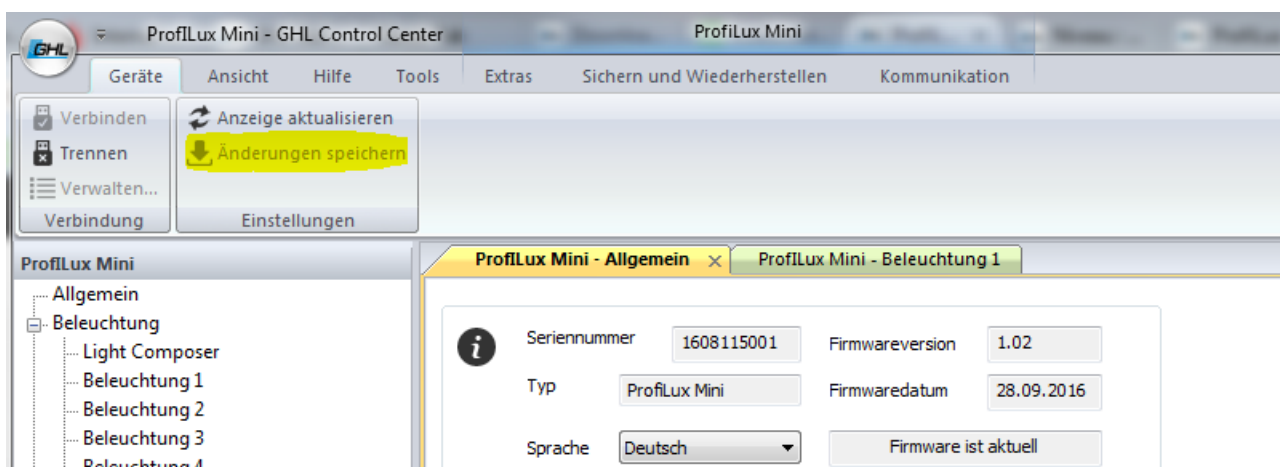 GHL
ProfILux Mini - GHL Control Center
ProfiLux Mini
Geräte Ansicht Hilfe Tools Extras Sichern und Wiederherstellen Kommunikation
Verbinden
Trennen
Verwalten...
Verbindung
Anzeige aktualisieren
Änderungen speichern
Einstellungen
ProfILux Mini
Allgemein
Beleuchtung
Light Composer
Beleuchtung 1
Beleuchtung 2
Beleuchtung 3
Beleuchtung 4
ProfILux Mini - Allgemein
ProfILux Mini - Beleuchtung 1
Seriennummer 1608115001 Firmwareversion 1.02
Typ ProfiLux Mini Firmwaredatum 28.09.2016
Sprache Deutsch Firmware ist aktuell